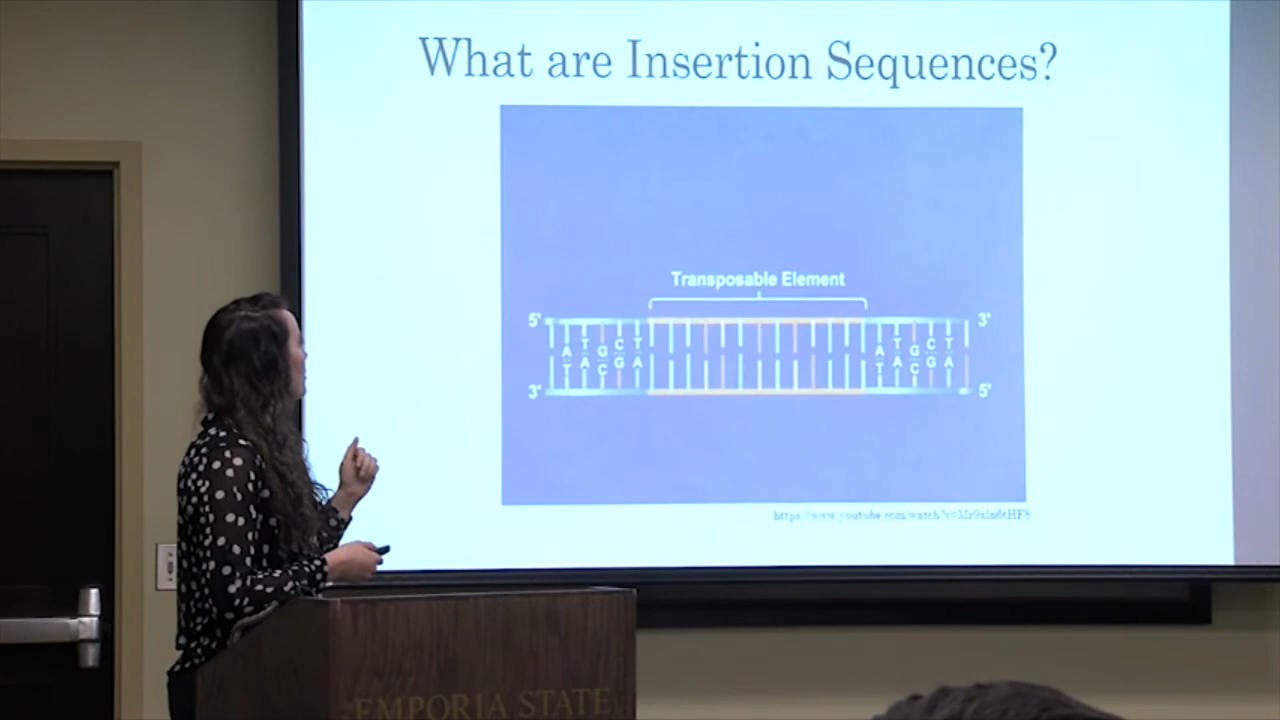 What are Insertion Sequences?
Transposable Element
5' 3'
A T G C T A T G C T
T A C G A T A C G A
3' 5'
EMPORIA STATE